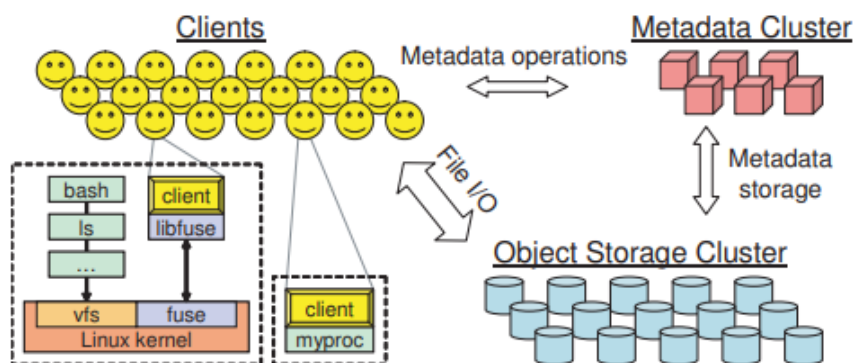 Clients
Metadata Cluster
Metadata operations
File I/O
Metadata
storage
bash
client
ls
libfuse
...
Object Storage Cluster
client
vfs
fuse
myproc
Linux kernel